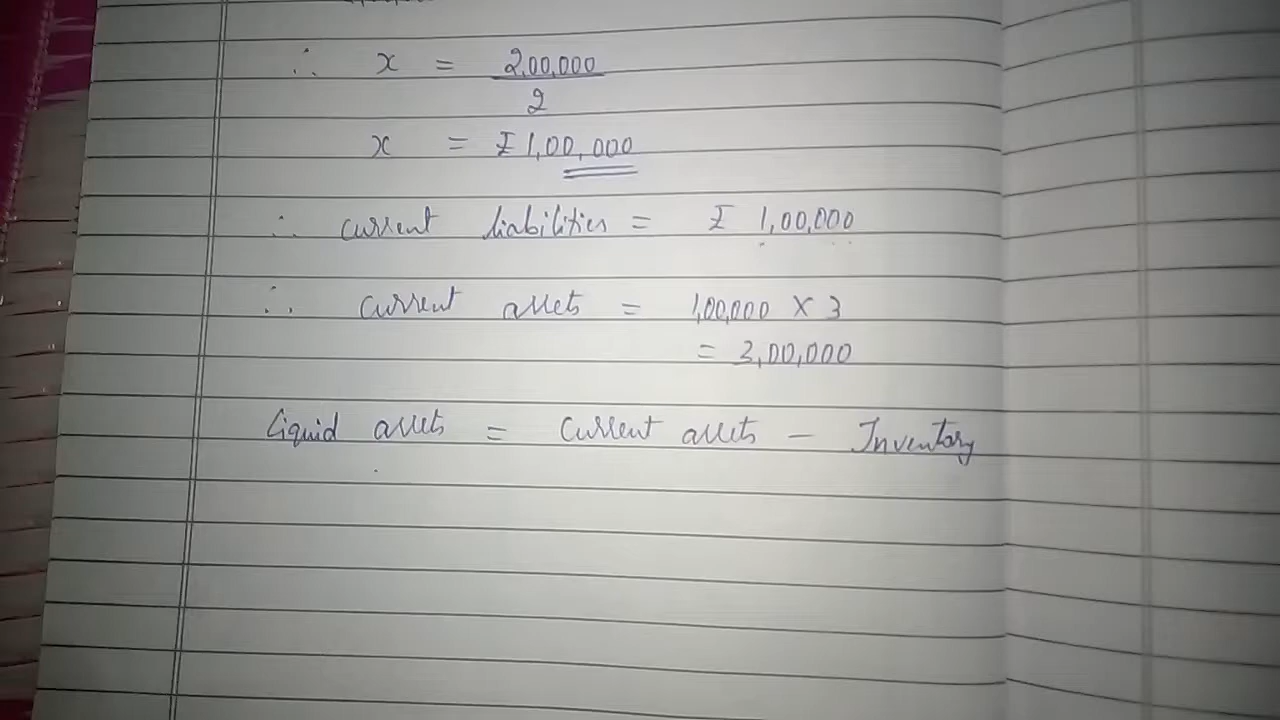 ∴ x = 2,00,000
2
x = ₹ 1,00,000
∴ current liabilities = ₹ 1,00,000
∴ current assets = 1,00,000 × 3
= 3,00,000
Liquid assets = current assets – Inventory